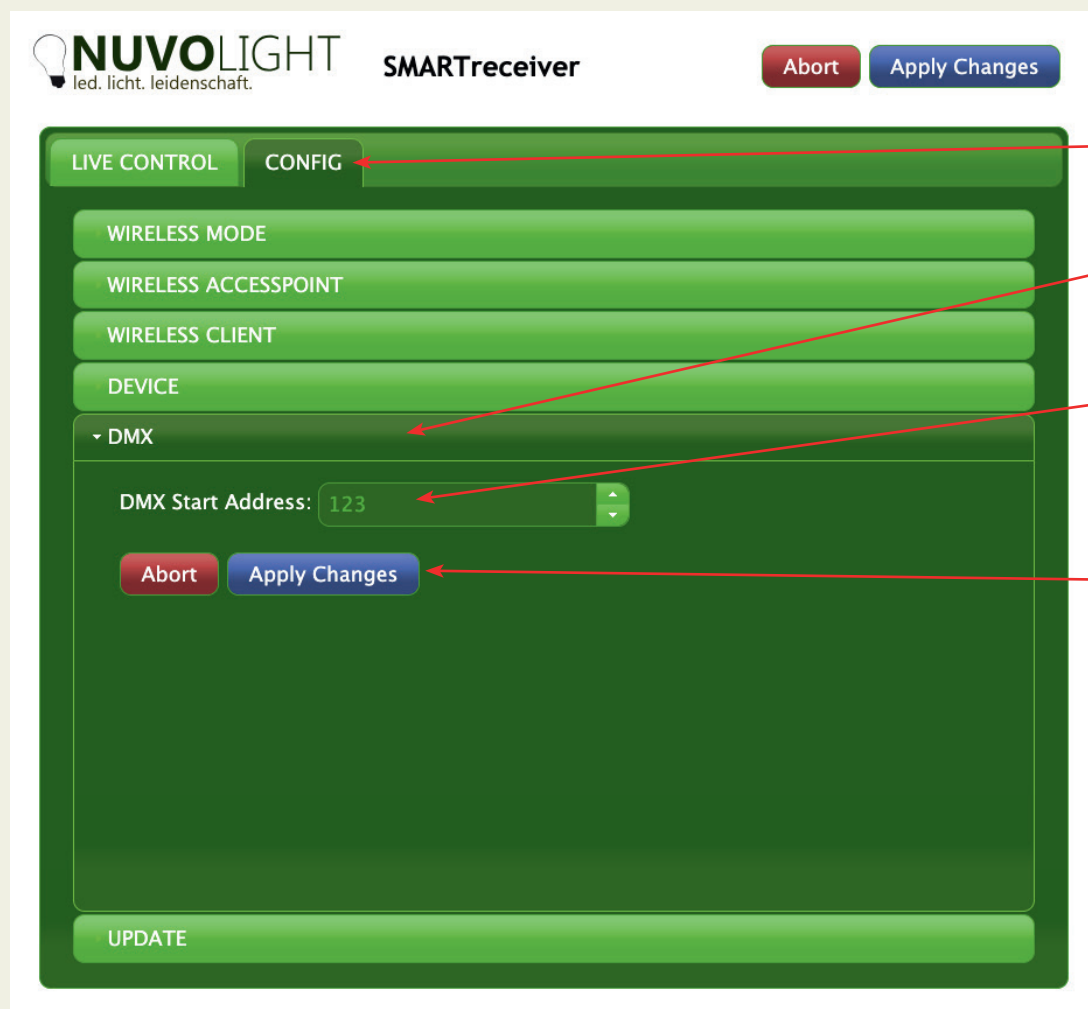 NUVOLIGHT
led. licht. leidenschaft.
SMARTreceiver
Abort
Apply Changes
LIVE CONTROL
CONFIG
WIRELESS MODE
WIRELESS ACCESSPOINT
WIRELESS CLIENT
DEVICE
DMX
DMX Start Address: 123
Abort
Apply Changes
UPDATE